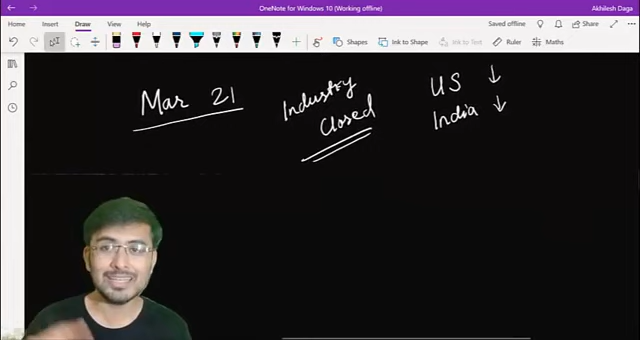 OneNote for Windows 10 (Working offline)
Akhilesh Daga
Home Insert Draw View Help
Saved offline
Shapes Ink to Shape Ink to Text Ruler Maths
Mar 21
Industry
Closed
US ↓
India ↓